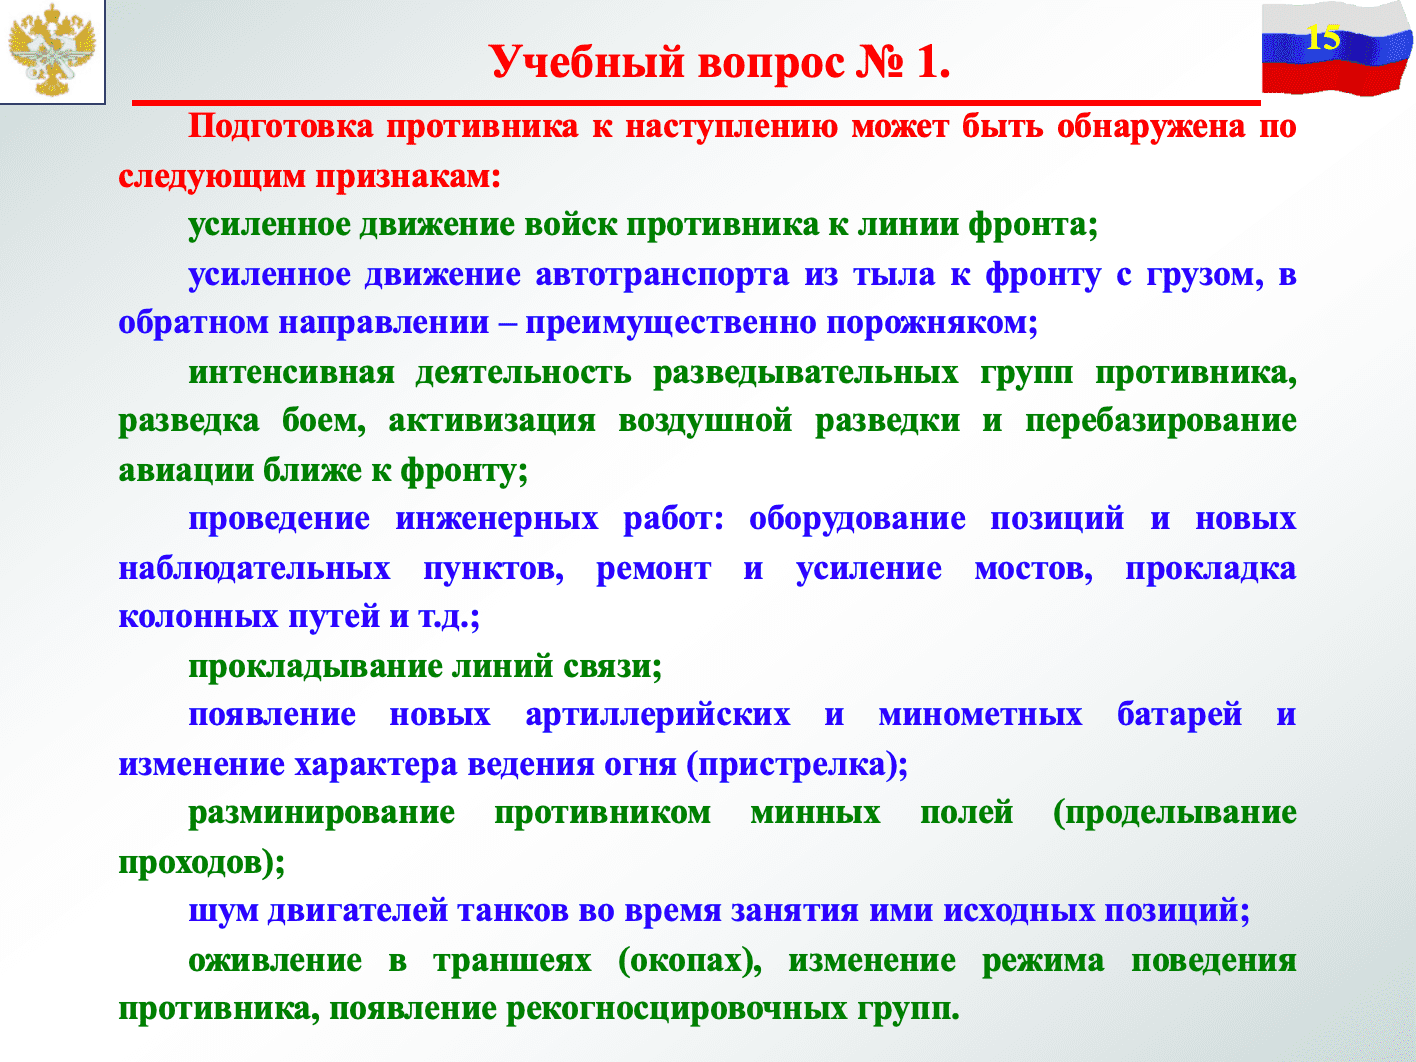 15
Учебный вопрос № 1.
Подготовка противника к наступлению может быть обнаружена по
следующим признакам:
усиленное движение войск противника к линии фронта;
усиленное движение автотранспорта из тыла к фронту с грузом, в
обратном направлении – преимущественно порожняком;
интенсивная деятельность разведывательных групп противника,
разведка боем, активизация воздушной разведки и перебазирование
авиации ближе к фронту;
проведение инженерных работ: оборудование позиций и новых
наблюдательных пунктов, ремонт и усиление мостов, прокладка
колонных путей и т.д.;
прокладывание линий связи;
появление новых артиллерийских и минометных батарей и
изменение характера ведения огня (пристрелка);
разминирование противником минных полей (проделывание
проходов);
шум двигателей танков во время занятия ими исходных позиций;
оживление в траншеях (окопах), изменение режима поведения
противника, появление рекогносцировочных групп.